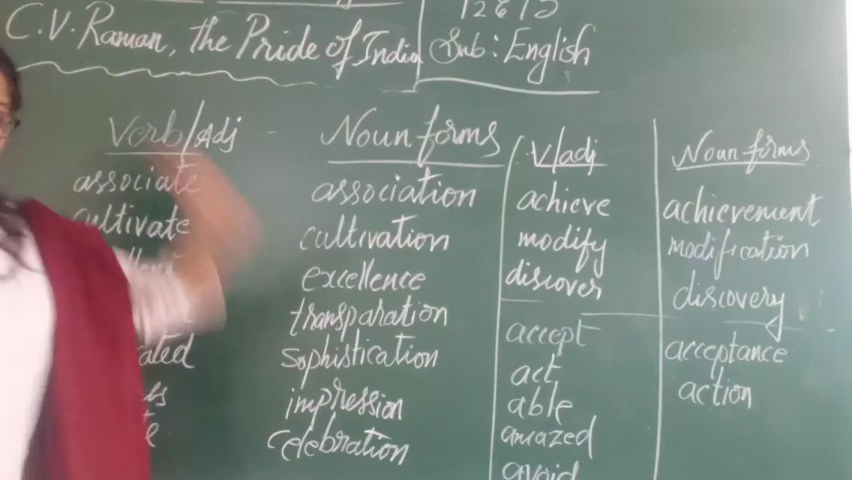 C.V. Raman, the Pride of India
Sub: English
Verb/Adj - Noun forms
associate association
cultivate cultivation
excellence
transparation
ated sophistication
impression
celebration
V/adj Noun forms
achieve achievement
modify modification
discover discovery
accept acceptance
act action
able
amazed
avoid